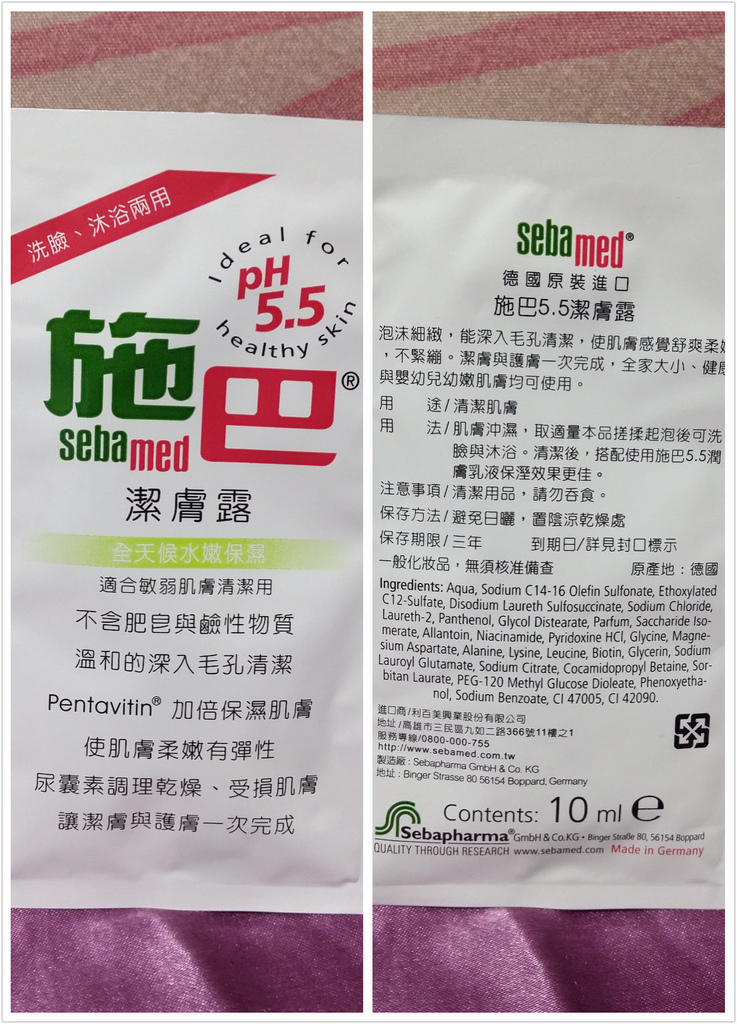 洗臉、沐浴兩用
Ideal for
pH
5.5
healthy skin
施巴®
sebamed
潔膚露
全天候水嫩保濕
適合敏弱肌膚清潔用
不含肥皂與鹼性物質
溫和的深入毛孔清潔
Pentavitin® 加倍保濕肌膚
使肌膚柔嫩有彈性
尿囊素調理乾燥、受損肌膚
讓潔膚與護膚一次完成
sebamed®
德國原裝進口
施巴5.5潔膚露
泡沫細緻，能深入毛孔清潔，使肌膚感覺舒爽柔
，不緊繃。潔膚與護膚一次完成，全家大小、健
與嬰幼兒幼嫩肌膚均可使用。
用　　途/清潔肌膚
用　　法/肌膚沖濕，取適量本品搓揉起泡後可洗
臉與沐浴。清潔後，搭配使用施巴5.5潤
膚乳液保溼效果更佳。
注意事項/清潔用品，請勿吞食。
保存方法/避免日曬，置陰涼乾燥處
保存期限/三年　　到期日/詳見封口標示
一般化妝品，無須核准備查　　原產地：德國
Ingredients: Aqua, Sodium C14-16 Olefin Sulfonate, Ethoxylated
C12-Sulfate, Disodium Laureth Sulfosuccinate, Sodium Chloride,
Laureth-2, Panthenol, Glycol Distearate, Parfum, Saccharide Iso-
merate, Allantoin, Niacinamide, Pyridoxine HCl, Glycine, Magne-
sium Aspartate, Alanine, Lysine, Leucine, Biotin, Glycerin, Sodium
Lauroyl Glutamate, Sodium Citrate, Cocamidopropyl Betaine, Sor-
bitan Laurate, PEG-120 Methyl Glucose Dioleate, Phenoxyetha-
nol, Sodium Benzoate, CI 47005, CI 42090.
進口商/利百美興業股份有限公司
地址/高雄市三民區九如二路366號11樓之1
服務專線/0800-000-755
http://www.sebamed.com.tw
製造廠：Sebapharma GmbH & Co. KG
地址：Binger Strasse 80 56154 Boppard, Germany
Contents: 10 ml ℮
Sebapharma® GmbH & Co.KG • Binger Straße 80, 56154 Boppard
QUALITY THROUGH RESEARCH www.sebamed.com Made in Germany